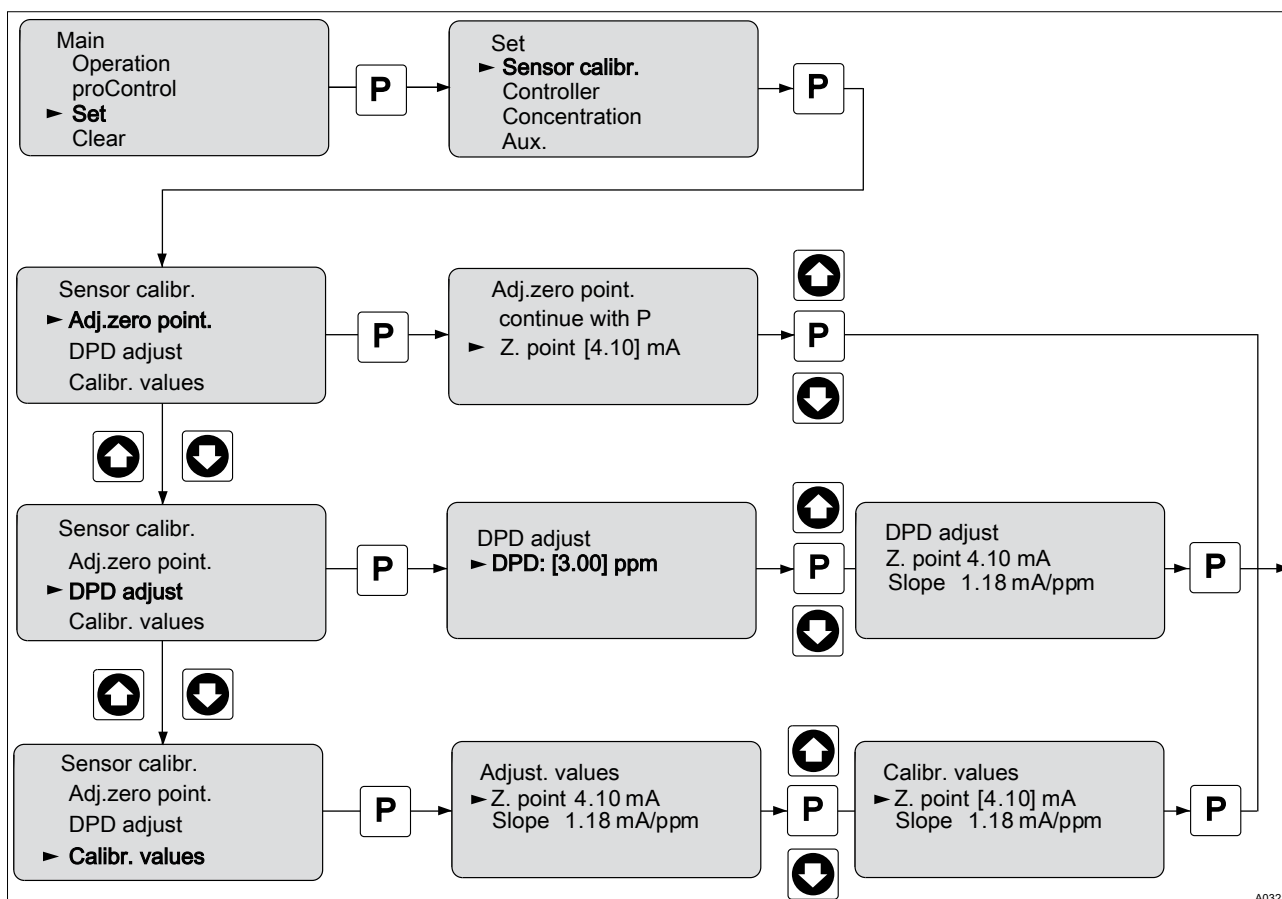 Main
Operation
proControl
► Set
Clear
P
Set
► Sensor calibr.
Controller
Concentration
Aux.
P
Sensor calibr.
► Adj.zero point.
DPD adjust
Calibr. values
P
Adj.zero point.
continue with P
► Z. point [4.10] mA
P
Sensor calibr.
Adj.zero point.
► DPD adjust
Calibr. values
P
DPD adjust
► DPD: [3.00] ppm
P
DPD adjust
Z. point 4.10 mA
Slope 1.18 mA/ppm
P
Sensor calibr.
Adj.zero point.
DPD adjust
► Calibr. values
P
Adjust. values
► Z. point 4.10 mA
Slope 1.18 mA/ppm
P
Calibr. values
► Z. point [4.10] mA
Slope 1.18 mA/ppm
P